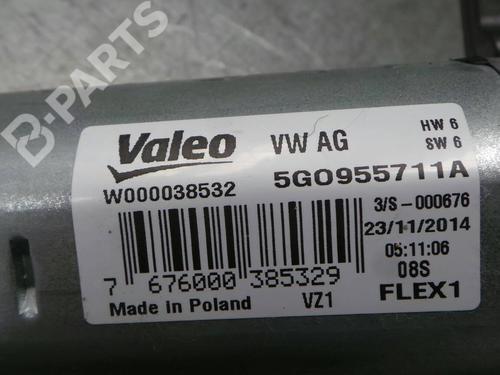 B-PARTS
Valeo VW AG HW 6
SW 6
W000038532 5G0955711A
3/S-000676
23/11/2014
05:11:06
08S
7 676000 385329
Made in Poland VZ1 FLEX1